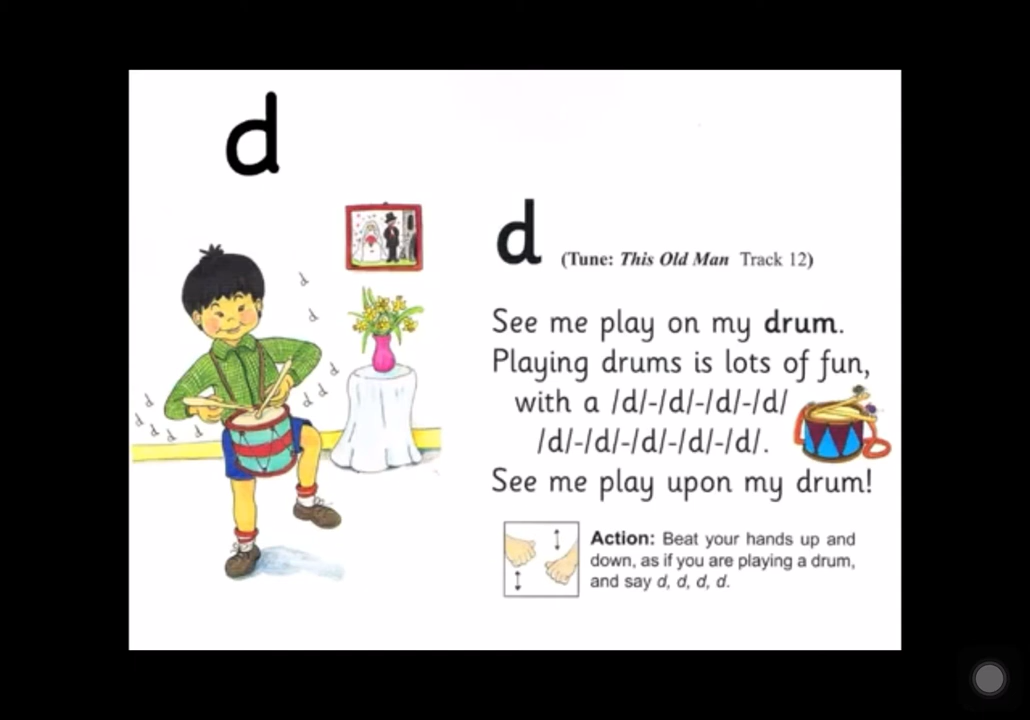 d
d (Tune: This Old Man Track 12)
See me play on my drum.
Playing drums is lots of fun,
with a /d/-/d/-/d/-/d/
/d/-/d/-/d/-/d/-/d/.
See me play upon my drum!
Action: Beat your hands up and
down, as if you are playing a drum,
and say d, d, d, d.
d
d
d
d
d
d
d
d
d
d